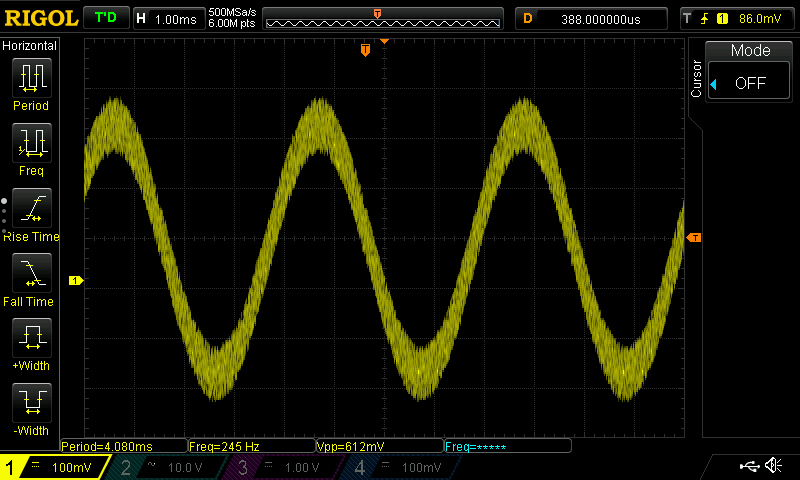 RIGOL T'D H 1.00ms 500MSa/s 6.00M pts T D 388.000000us T 1 86.0mV
Horizontal
Period
Freq
Rise Time
Fall Time
+Width
-Width
T
1
T
Cursor
Mode
OFF
Period=4.080ms Freq=245 Hz Vpp=612mV Freq=*****
1 = 100mV 2 ~ 10.0 V 3 = 1.00 V 4 = 100mV